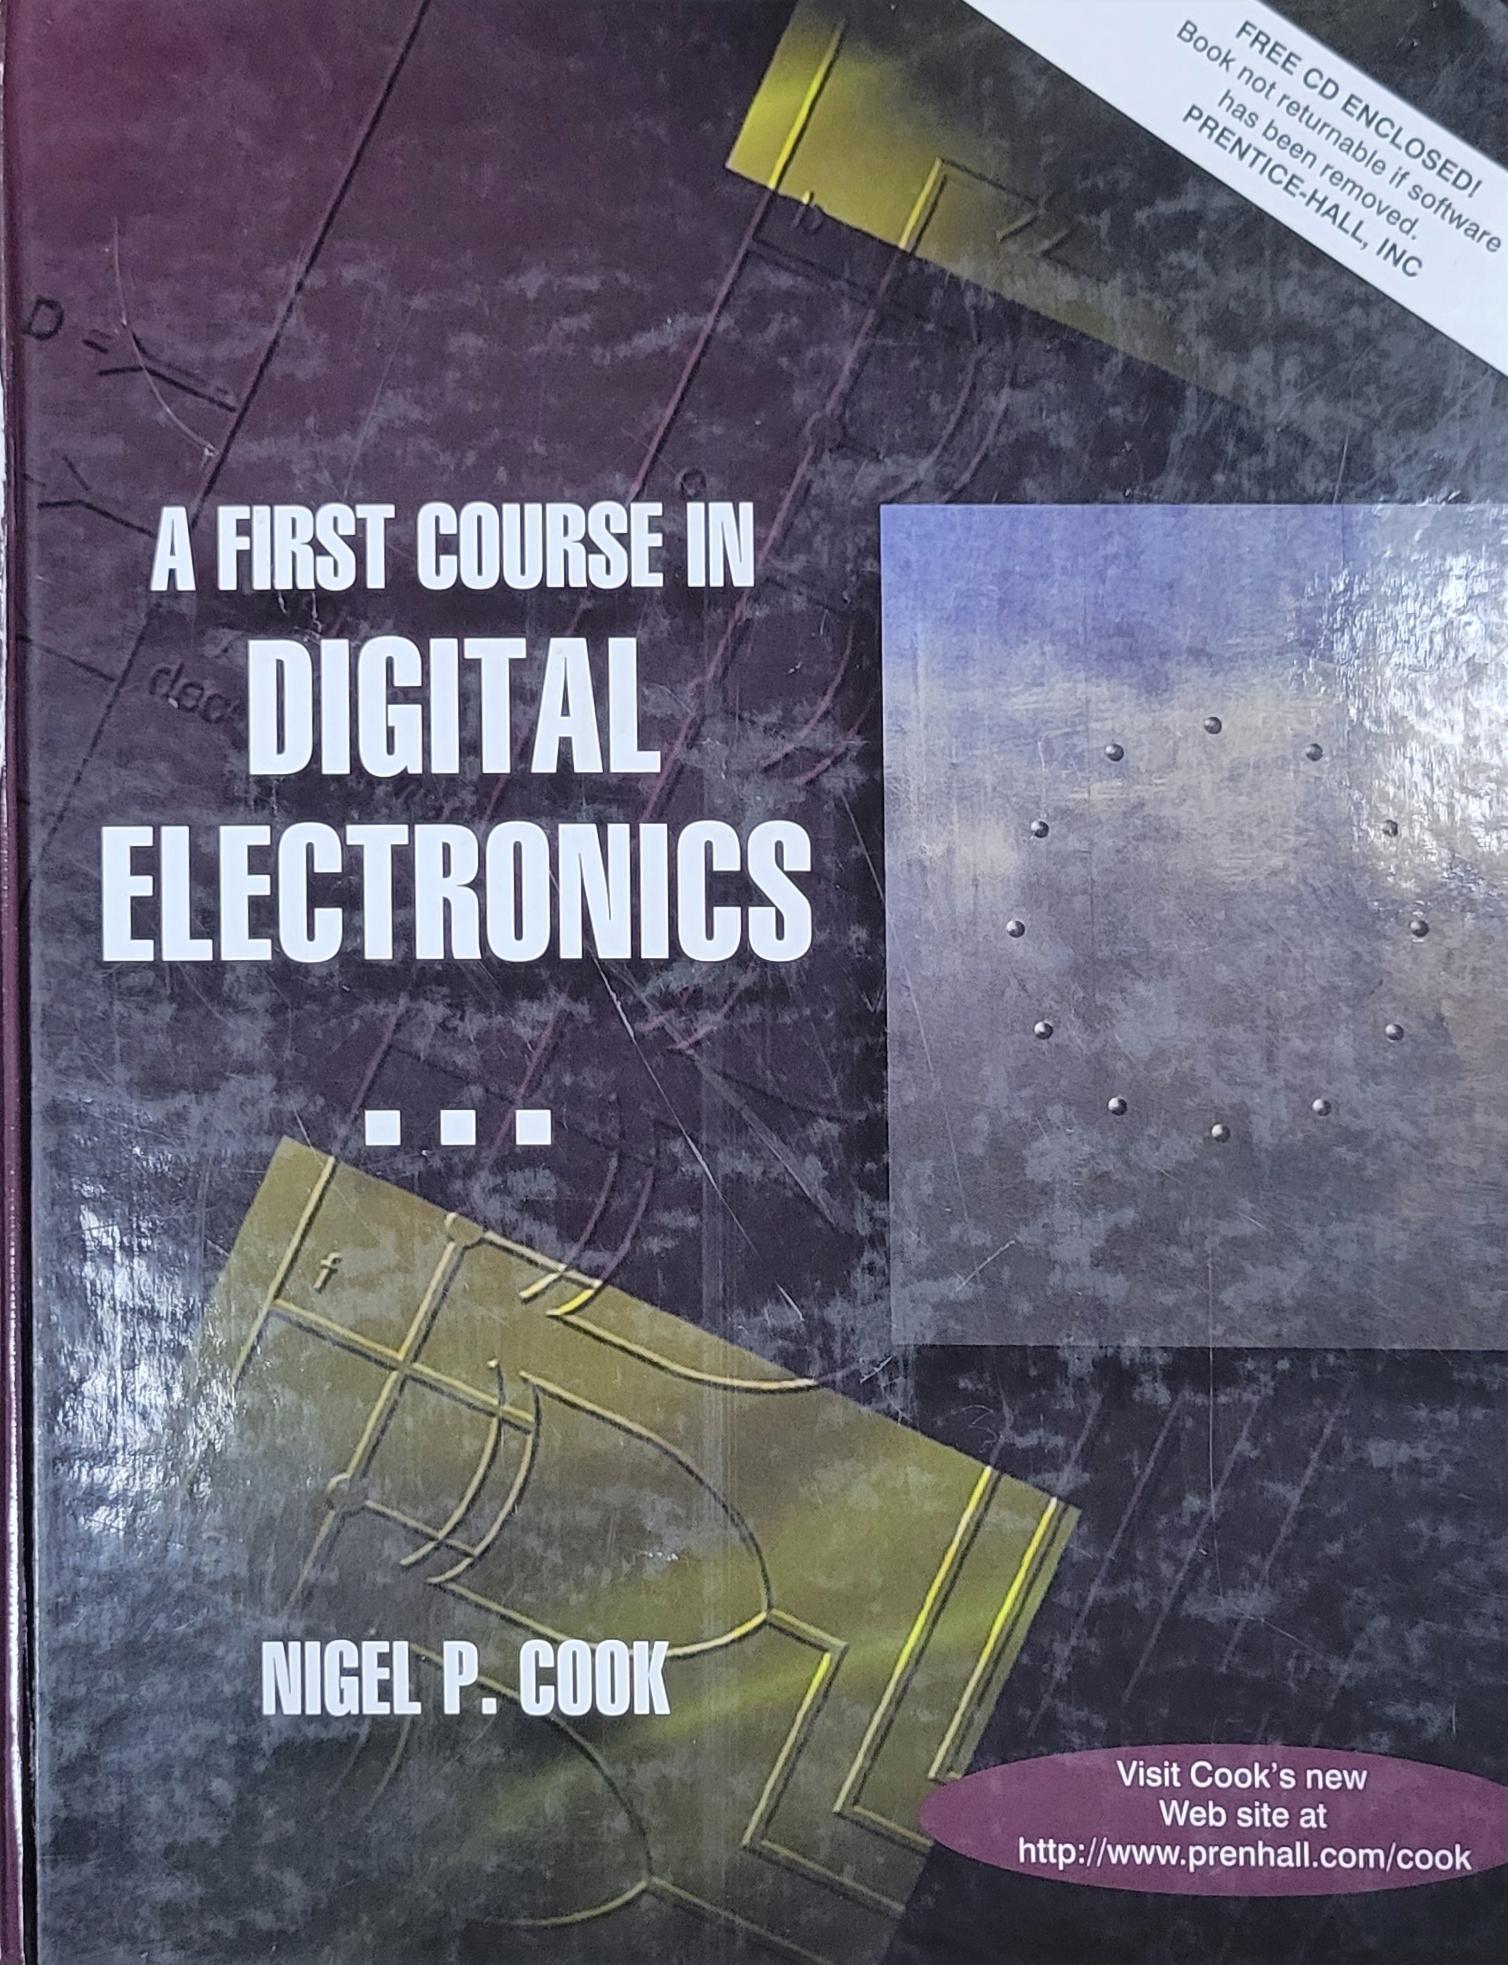 FREE CD ENCLOSED!
Book not returnable if software
has been removed.
PRENTICE-HALL, INC
D =
b
A FIRST COURSE IN
DIGITAL
ELECTRONICS
f
NIGEL P. COOK
Visit Cook's new
Web site at
http://www.prenhall.com/cook